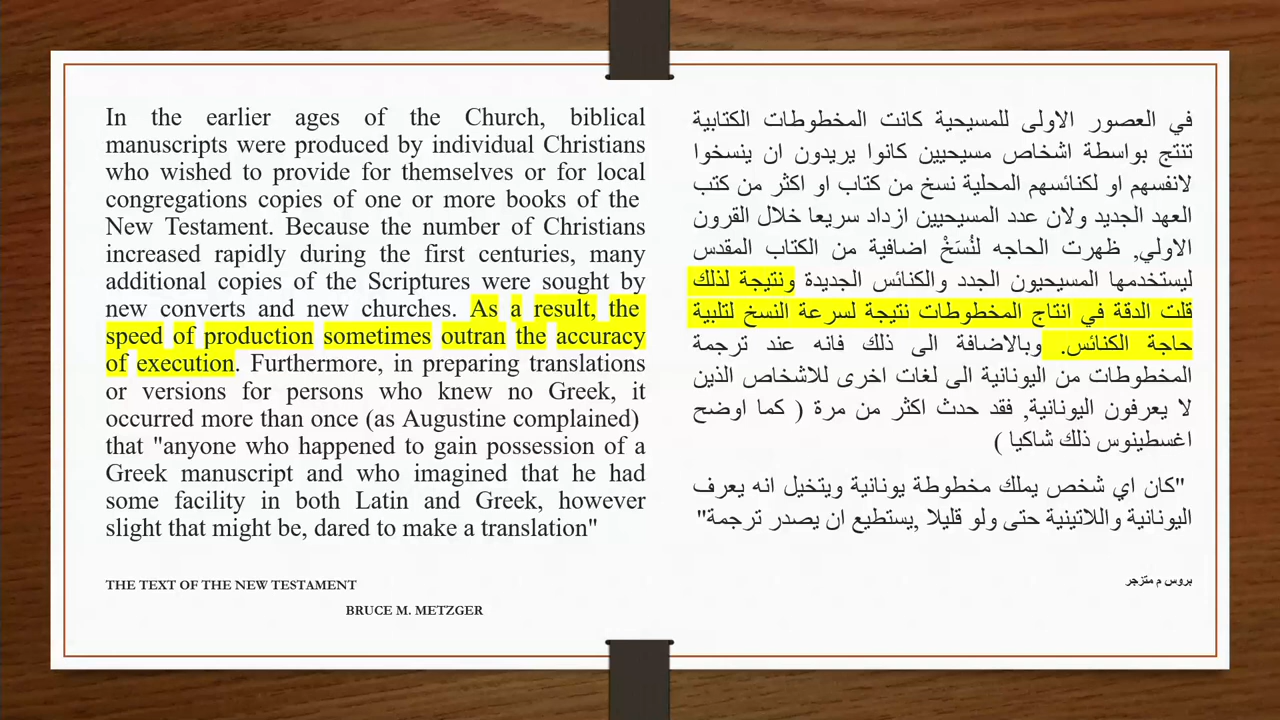 In the earlier ages of the Church, biblical
manuscripts were produced by individual Christians
who wished to provide for themselves or for local
congregations copies of one or more books of the
New Testament. Because the number of Christians
increased rapidly during the first centuries, many
additional copies of the Scriptures were sought by
new converts and new churches. As a result, the
speed of production sometimes outran the accuracy
of execution. Furthermore, in preparing translations
or versions for persons who knew no Greek, it
occurred more than once (as Augustine complained)
that "anyone who happened to gain possession of a
Greek manuscript and who imagined that he had
some facility in both Latin and Greek, however
slight that might be, dared to make a translation"
THE TEXT OF THE NEW TESTAMENT
BRUCE M. METZGER
في العصور الاولى للمسيحية كانت المخطوطات الكتابية
تنتج بواسطة اشخاص مسيحيين كانوا يريدون ان ينسخوا
لانفسهم او لكنائسهم المحلية نسخ من كتاب او اكثر من كتب
العهد الجديد ولان عدد المسيحيين ازداد سريعا خلال القرون
الاولي, ظهرت الحاجه لنُسَخْ اضافية من الكتاب المقدس
ليستخدمها المسيحيون الجدد والكنائس الجديدة ونتيجة لذلك
قلت الدقة في انتاج المخطوطات نتيجة لسرعة النسخ لتلبية
حاجة الكنائس. وبالاضافة الى ذلك فانه عند ترجمة
المخطوطات من اليونانية الى لغات اخرى للاشخاص الذين
لا يعرفون اليونانية, فقد حدث اكثر من مرة ( كما اوضح
اغسطينوس ذلك شاكيا )
"كان اي شخص يملك مخطوطة يونانية ويتخيل انه يعرف
اليونانية واللاتينية حتى ولو قليلا ,يستطيع ان يصدر ترجمة"
بروس م متزجر